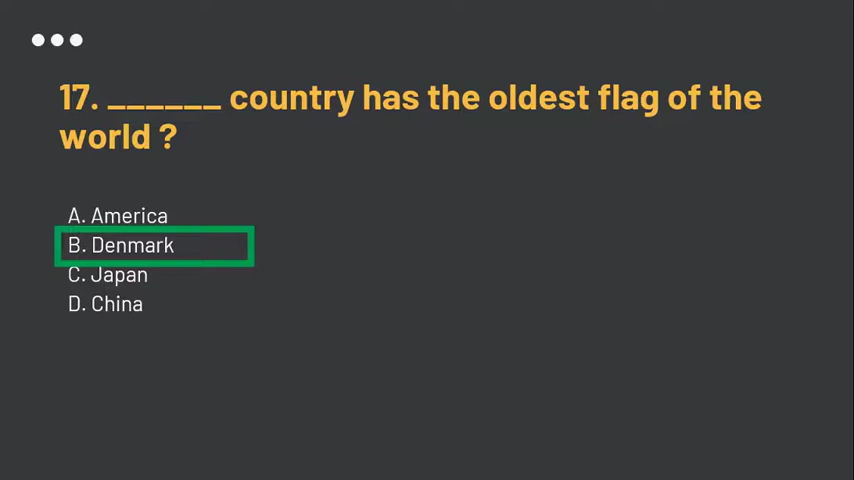 17. ______ country has the oldest flag of the
world ?
A. America
B. Denmark
C. Japan
D. China